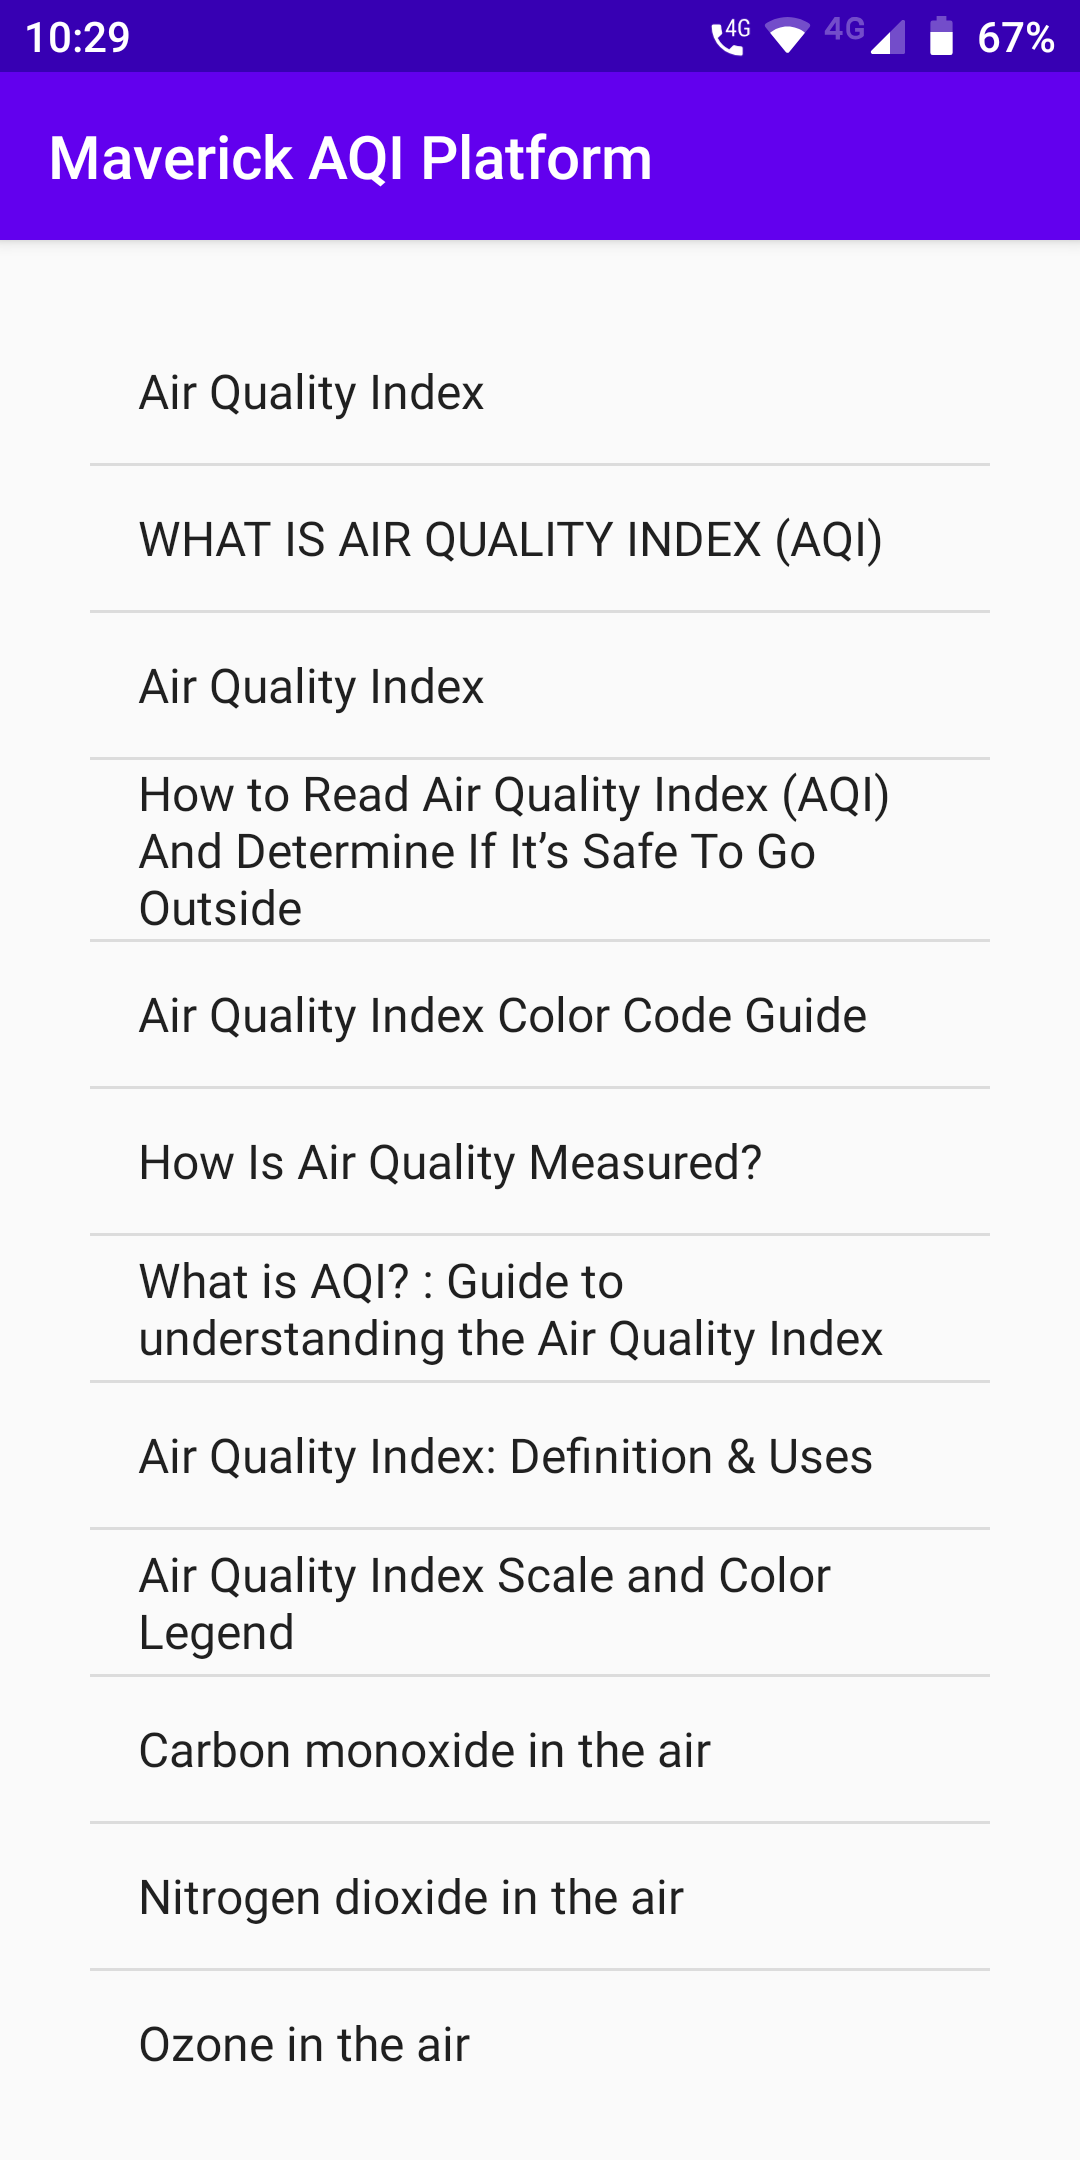 10:29 4G 4G 67%
Maverick AQI Platform
Air Quality Index
WHAT IS AIR QUALITY INDEX (AQI)
Air Quality Index
How to Read Air Quality Index (AQI)
And Determine If It’s Safe To Go
Outside
Air Quality Index Color Code Guide
How Is Air Quality Measured?
What is AQI? : Guide to
understanding the Air Quality Index
Air Quality Index: Definition & Uses
Air Quality Index Scale and Color
Legend
Carbon monoxide in the air
Nitrogen dioxide in the air
Ozone in the air